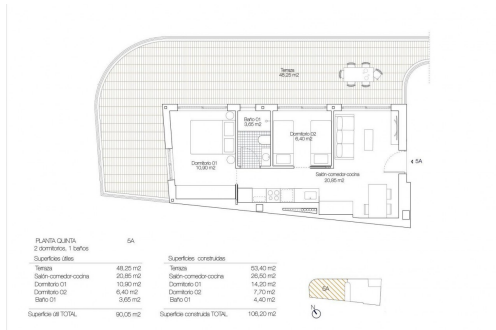 Terraza
48,25 m2
Baño 01
3,65 m2
Dormitorio 02
6,40 m2
Dormitorio 01
10,90 m2
Salón-comedor-cocina
20,85 m2
5A
PLANTA QUINTA 5A
2 dormitorios, 1 baños
Superficies útiles
Terraza 48,25 m2
Salón-comedor-cocina 20,85 m2
Dormitorio 01 10,90 m2
Dormitorio 02 6,40 m2
Baño 01 3,65 m2
Superficie útil TOTAL 90,05 m2
Superficies construidas
Terraza 53,40 m2
Salón-comedor-cocina 26,50 m2
Dormitorio 01 14,20 m2
Dormitorio 02 7,70 m2
Baño 01 4,40 m2
Superficie construida TOTAL 106,20 m2
5A
N